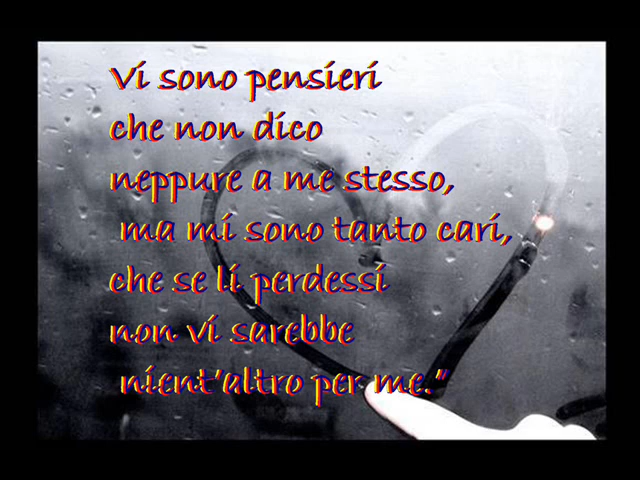 Vi sono pensieri
che non dico
neppure a me stesso,
ma mi sono tanto cari,
che se li perdessi
non vi sarebbe
nient'altro per me."